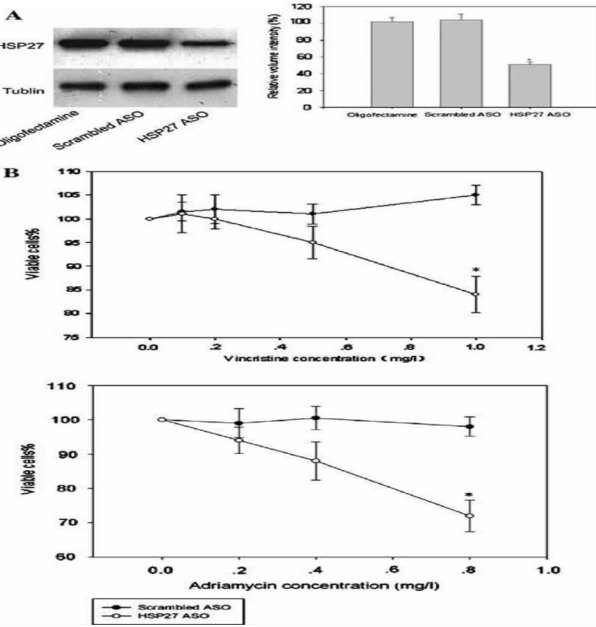 A
HSP27
Tublin
Oligofectamine
Scrambled ASO
HSP27 ASO
Relative volume intensity (%)
120
100
80
60
40
20
0
*
Oligofectamine
Scrambled ASO
HSP27 ASO
B
Viable cells%
110
105
100
95
90
85
80
75
*
0.0
.2
.4
.6
.8
1.0
1.2
Vincristine concentration ( mg/l )
Viable cells%
110
100
90
80
70
60
*
0.0
.2
.4
.6
.8
1.0
Adriamycin concentration (mg/l)
Scrambled ASO
HSP27 ASO